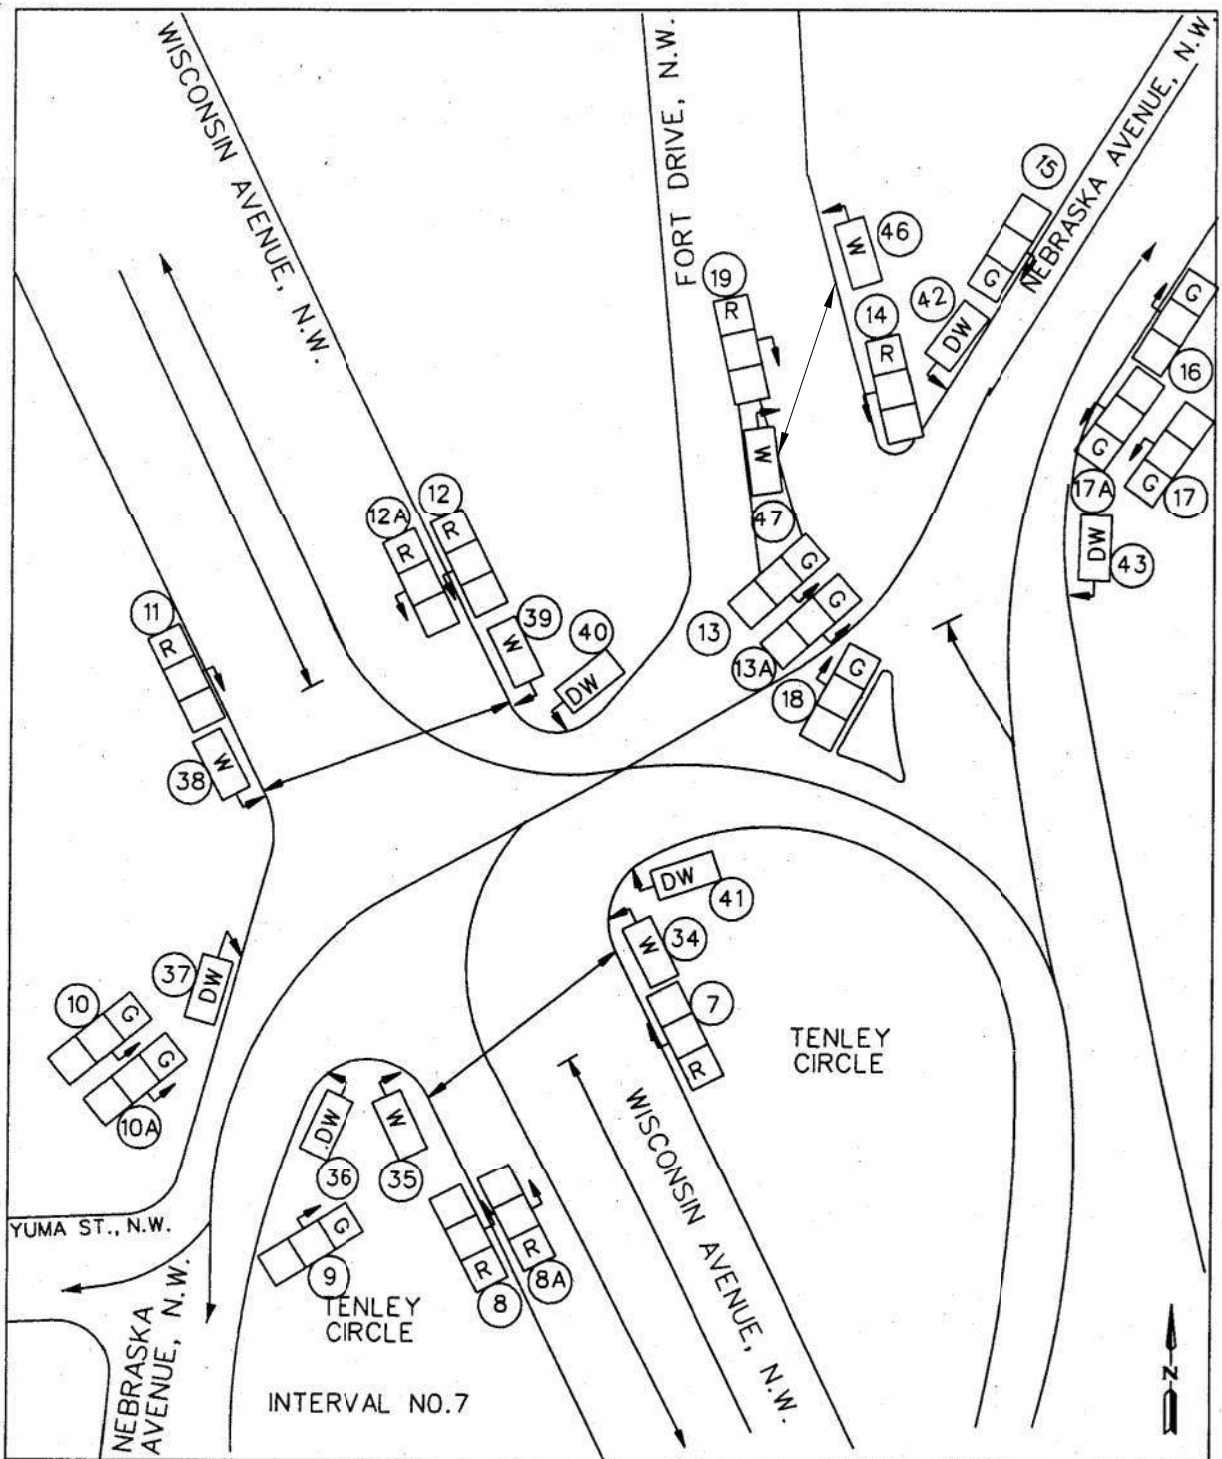 WISCONSIN AVENUE, N.W.
FORT DRIVE, N.W.
NEBRASKA AVENUE, N.W.
15
W
46
19
R
42
14
R
G
DW
G
16
G
17A
G
17
DW
43
W
47
12
12A
R
R
39
W
40
DW
11
R
G
13
G
13A
G
18
W
38
DW
41
W
34
7
R
37
DW
10
G
G
10A
TENLEY
CIRCLE
WISCONSIN AVENUE, N.W.
DW
W
36
35
YUMA ST., N.W.
G
9
R
8
R
8A
TENLEY
CIRCLE
NEBRASKA
AVENUE, N.W.
INTERVAL NO.7
N